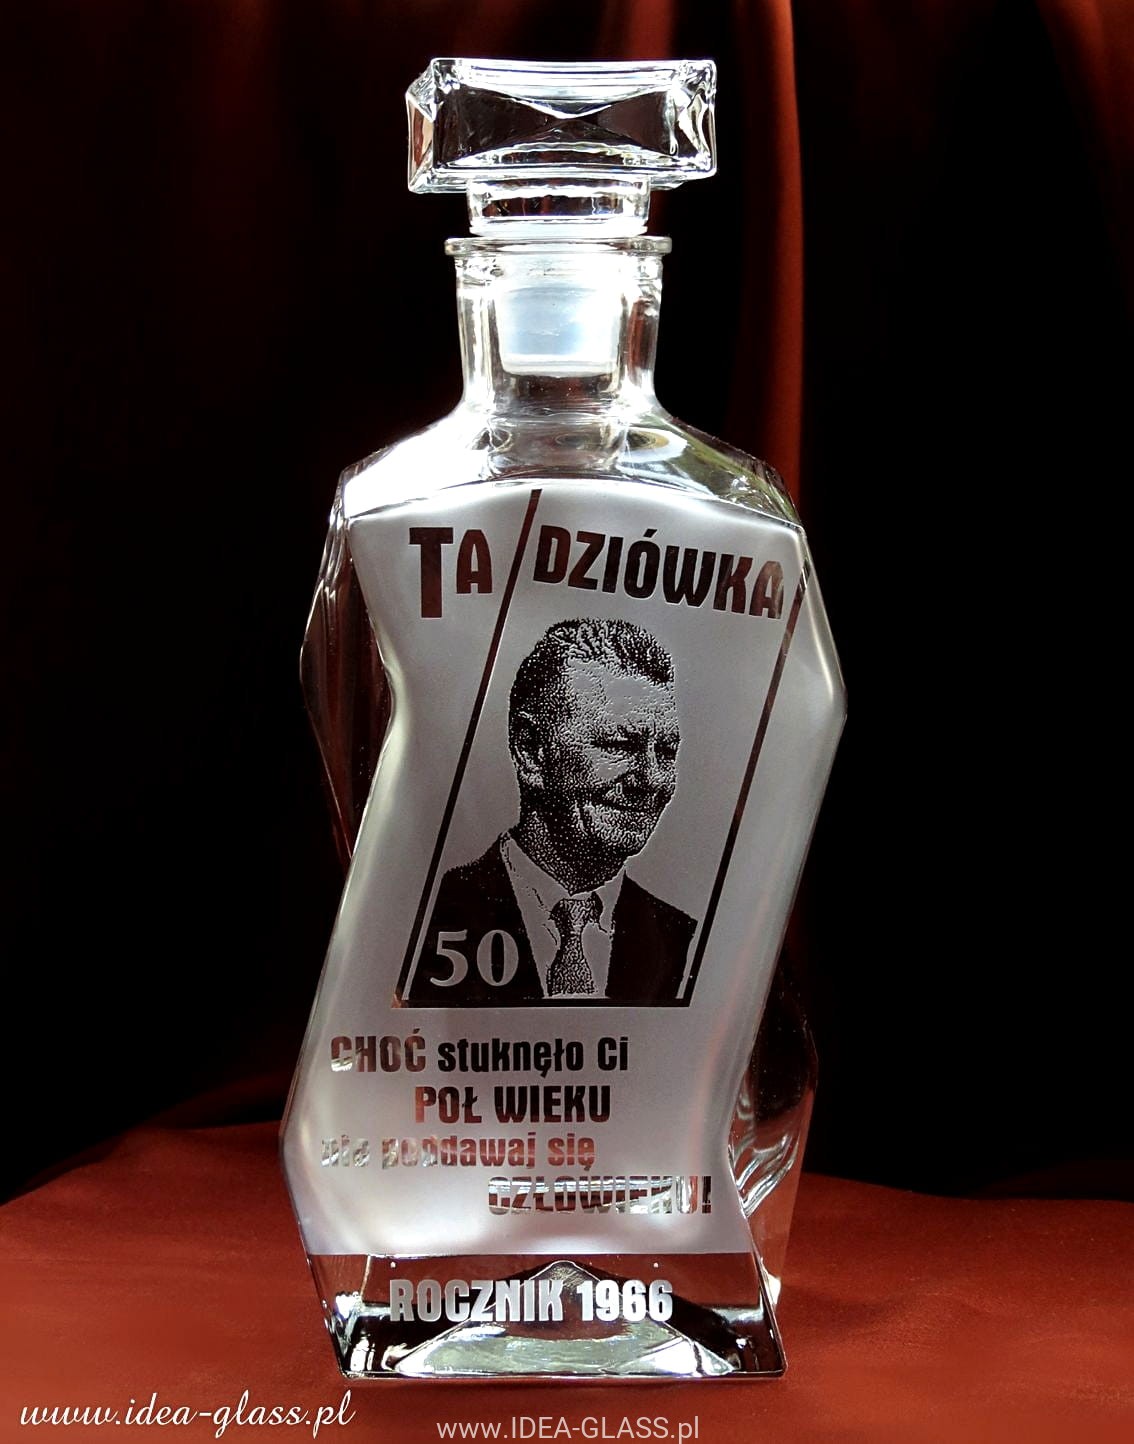 TA/DZIÓWKA
50
CHOĆ stuknęło Ci
POŁ WIEKU
nie poddawaj się
CZŁOWIEKU!
ROCZNIK 1966
www.idea-glass.pl
www.IDEA-GLASS.pl